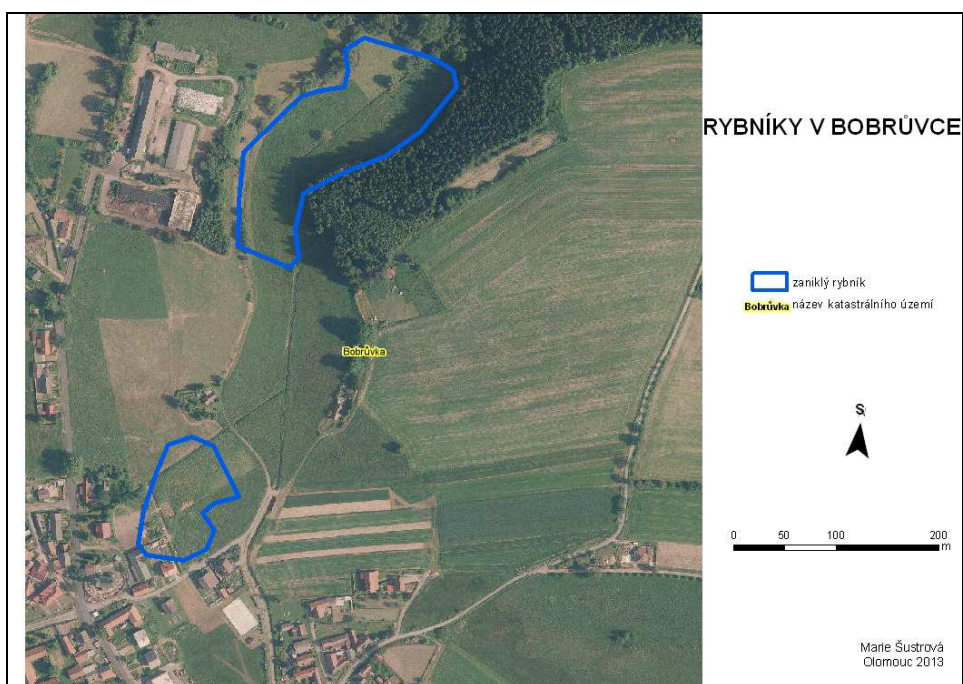 RYBNÍKY V BOBRŮVCE
zaniklý rybník
Bobrůvka název katastrálního území
Bobrůvka
S
0 50 100 200
m
Marie Šustrová
Olomouc 2013